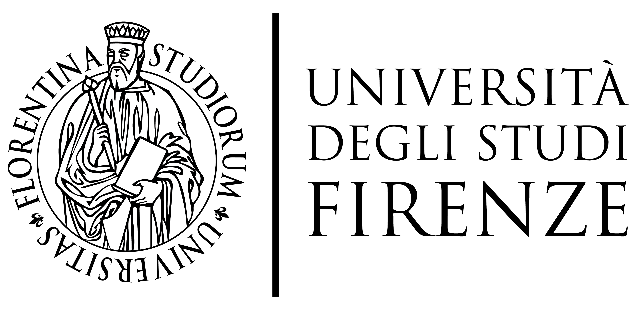 FLORENTINA STUDIORUM UNIVERSITAS
UNIVERSITÀ
DEGLI STUDI
FIRENZE